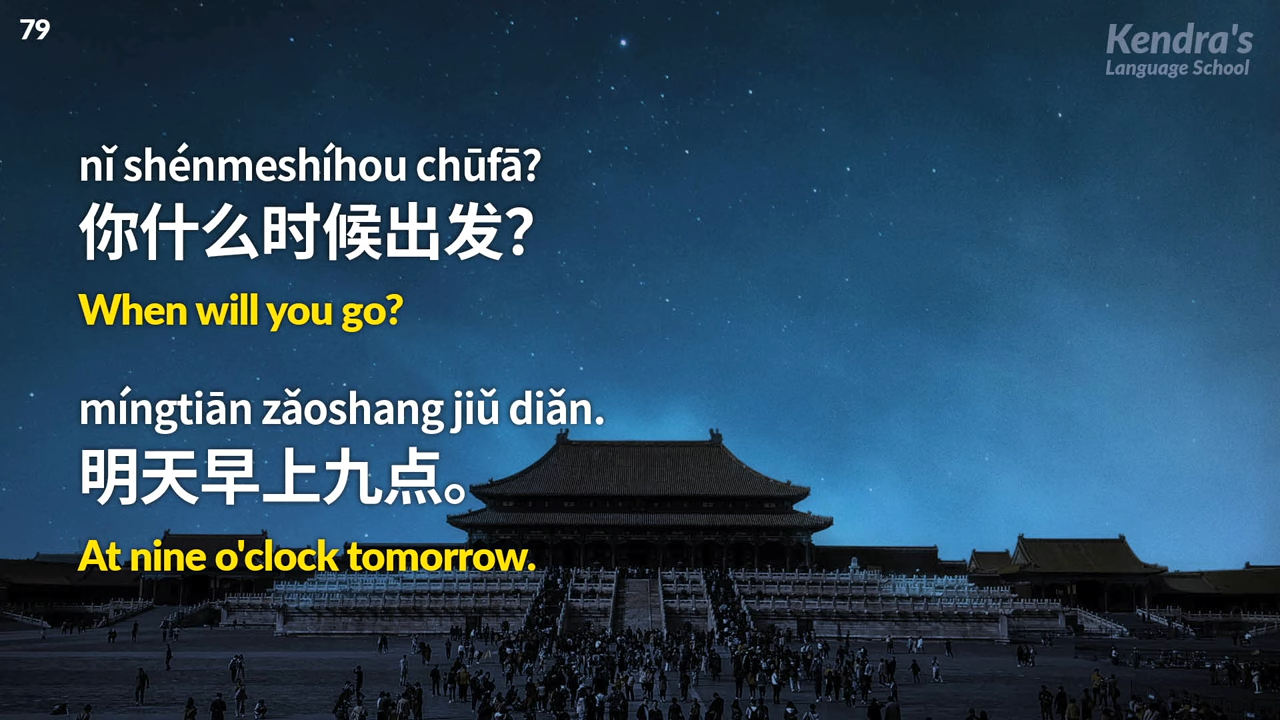 79
Kendra's
Language School
nǐ shénmeshíhou chūfā?
你什么时候出发？
When will you go?
míngtiān zǎoshang jiǔ diǎn.
明天早上九点。
At nine o'clock tomorrow.